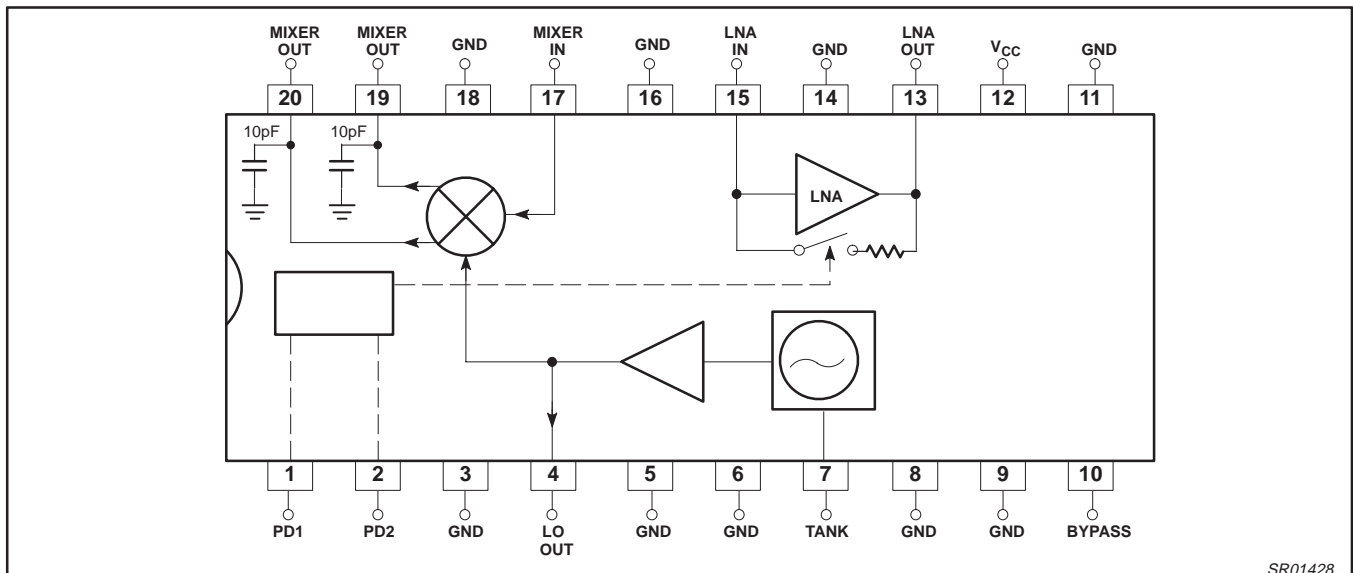 MIXER OUT
MIXER OUT
GND
MIXER IN
GND
LNA IN
GND
LNA OUT
VCC
GND
20 19 18 17 16 15 14 13 12 11
10pF 10pF
LNA
1 2 3 4 5 6 7 8 9 10
PD1 PD2 GND LO OUT GND GND TANK GND GND BYPASS
SR01428